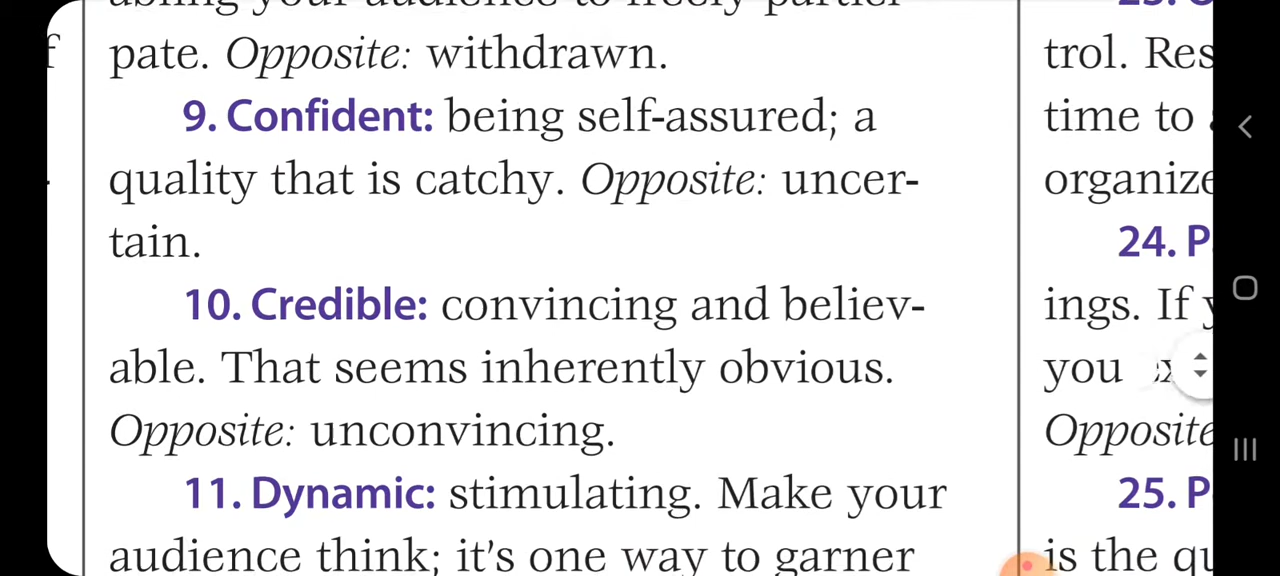 pate. Opposite: withdrawn.
9. Confident: being self-assured; a
quality that is catchy. Opposite: uncer-
tain.
10. Credible: convincing and believ-
able. That seems inherently obvious.
Opposite: unconvincing.
11. Dynamic: stimulating. Make your
audience think; it's one way to garner
trol. Res
time to
organize
24. P
ings. If y
you
Opposite
25. P
is the qu